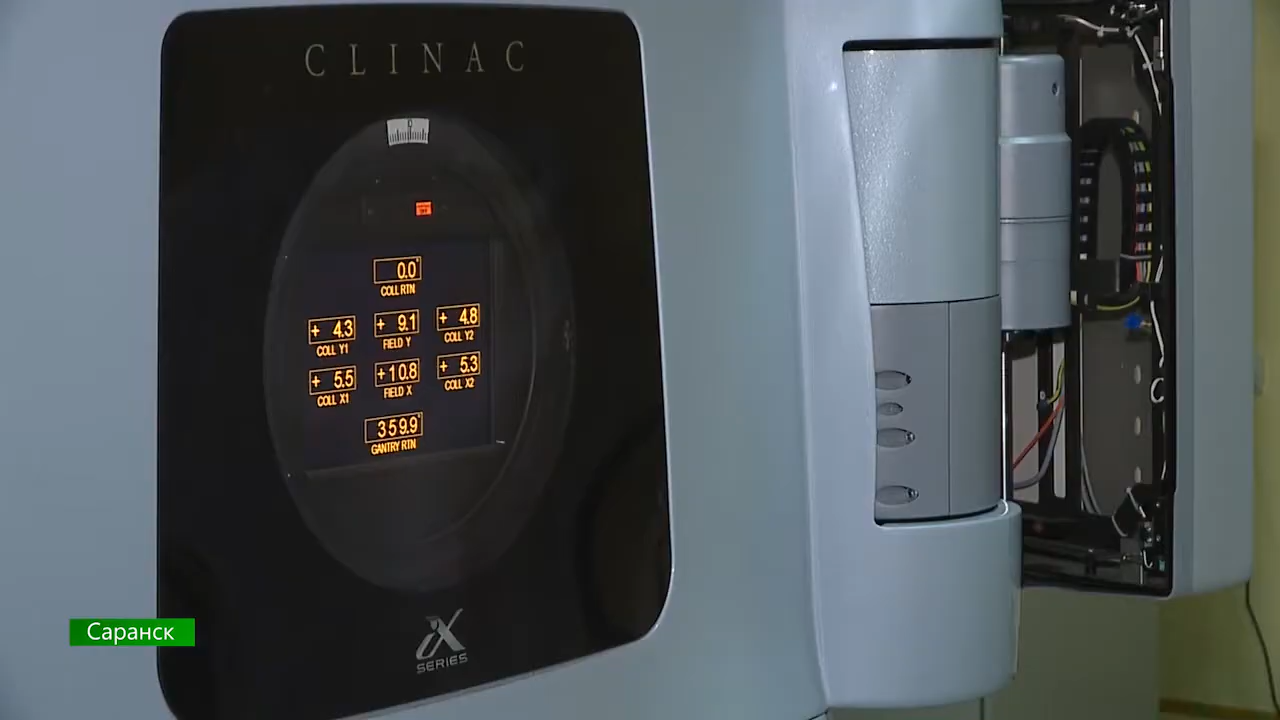 CLINAC
0
0.0°
COLL RTN
+ 4.3
COLL Y1
+ 9.1
FIELD Y
+ 4.8
COLL Y2
+ 5.5
COLL X1
+10.8
FIELD X
+ 5.3
COLL X2
359.9°
GANTRY RTN
iX
SERIES
Саранск